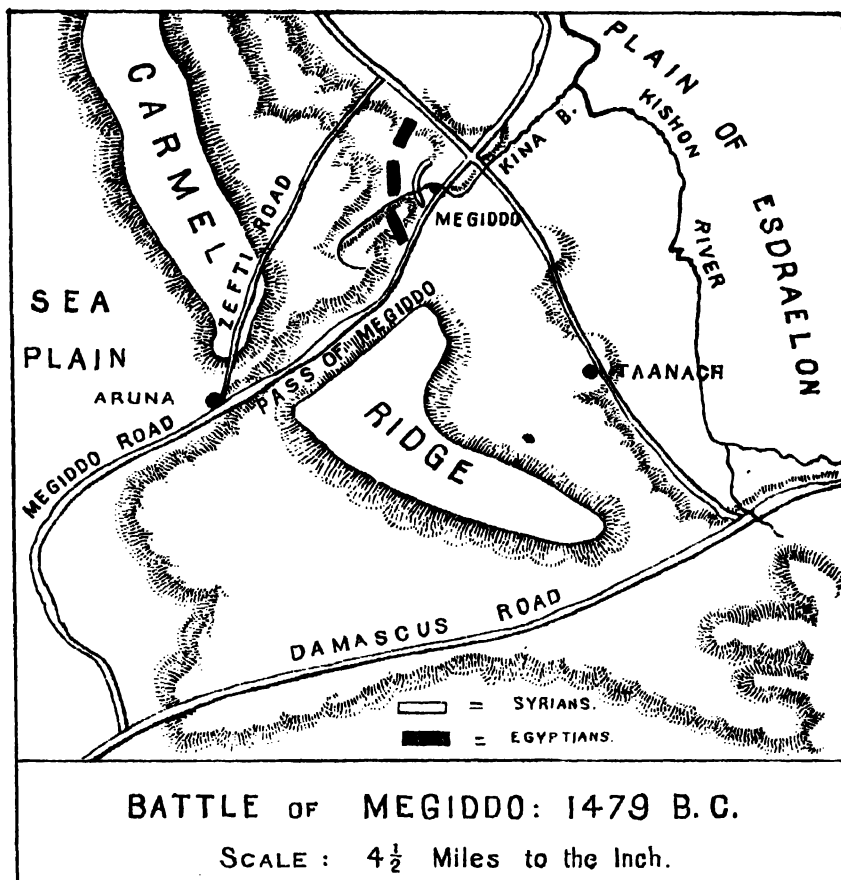 CARMEL
PLAIN OF ESDRAELON
KISHON RIVER
KINA B.
ZEFTI ROAD
MEGIDDO
SEA
PLAIN
PASS OF MEGIDDO
TAANACH
ARUNA
MEGIDDO ROAD
RIDGE
DAMASCUS ROAD
= SYRIANS.
= EGYPTIANS.
BATTLE OF MEGIDDO: 1479 B.C.
SCALE : 4½ Miles to the Inch.